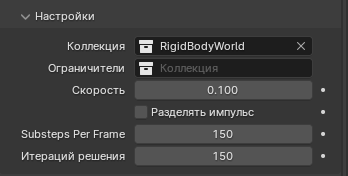 Настройки
Коллекция RigidBodyWorld
Ограничители Коллекция
Скорость 0.100
Разделять импульс
Substeps Per Frame 150
Итераций решения 150